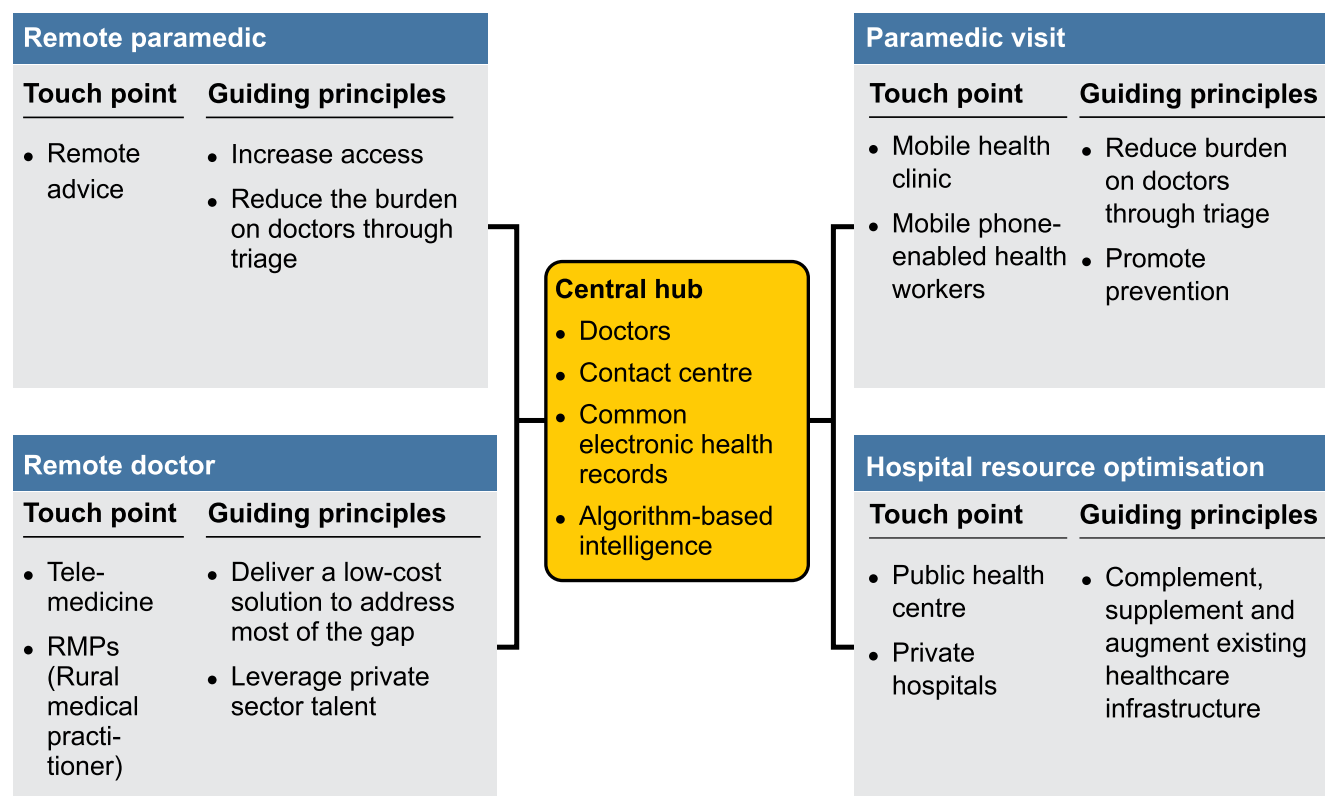 Remote paramedic
Touch point
Guiding principles
• Remote
advice
• Increase access
• Reduce the burden
on doctors through
triage
Remote doctor
Touch point
Guiding principles
• Tele-
medicine
• RMPs
(Rural
medical
practi-
tioner)
• Deliver a low-cost
solution to address
most of the gap
• Leverage private
sector talent
Central hub
• Doctors
• Contact centre
• Common
electronic health
records
• Algorithm-based
intelligence
Paramedic visit
Touch point
Guiding principles
• Mobile health
clinic
• Mobile phone-
enabled health
workers
• Reduce burden
on doctors
through triage
• Promote
prevention
Hospital resource optimisation
Touch point
Guiding principles
• Public health
centre
• Private
hospitals
• Complement,
supplement and
augment existing
healthcare
infrastructure